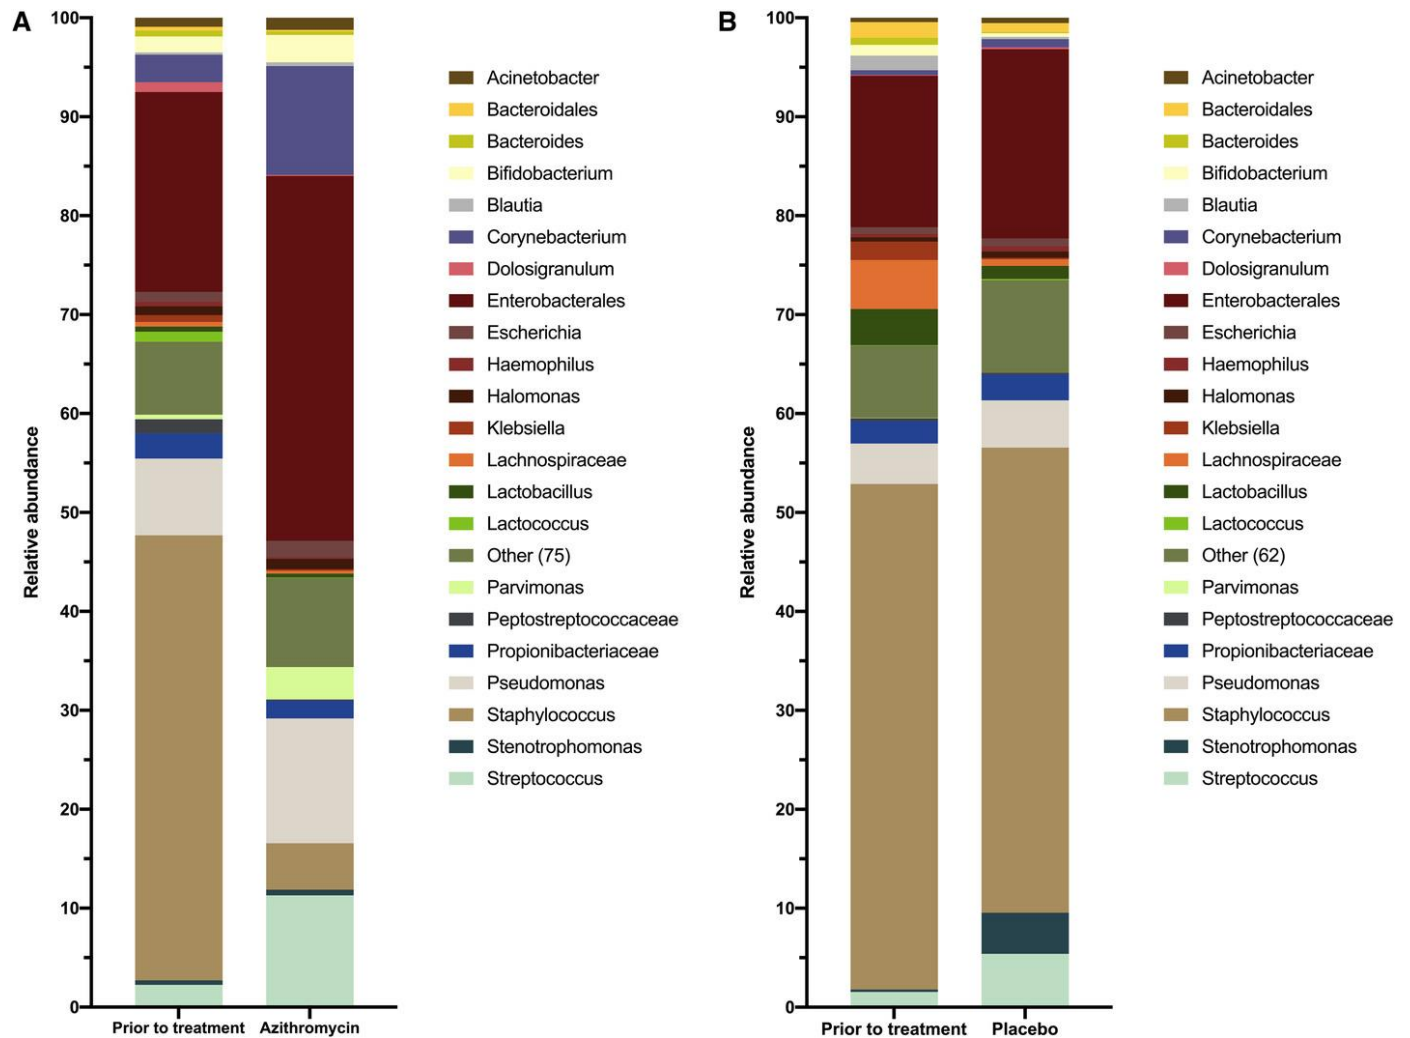 A
100
90
80
70
60
50
40
30
20
10
0
Relative abundance
Prior to treatment
Azithromycin
Acinetobacter
Bacteroidales
Bacteroides
Bifidobacterium
Blautia
Corynebacterium
Dolosigranulum
Enterobacterales
Escherichia
Haemophilus
Halomonas
Klebsiella
Lachnospiraceae
Lactobacillus
Lactococcus
Other (75)
Parvimonas
Peptostreptococcaceae
Propionibacteriaceae
Pseudomonas
Staphylococcus
Stenotrophomonas
Streptococcus
B
100
90
80
70
60
50
40
30
20
10
0
Relative abundance
Prior to treatment
Placebo
Acinetobacter
Bacteroidales
Bacteroides
Bifidobacterium
Blautia
Corynebacterium
Dolosigranulum
Enterobacterales
Escherichia
Haemophilus
Halomonas
Klebsiella
Lachnospiraceae
Lactobacillus
Lactococcus
Other (62)
Parvimonas
Peptostreptococcaceae
Propionibacteriaceae
Pseudomonas
Staphylococcus
Stenotrophomonas
Streptococcus